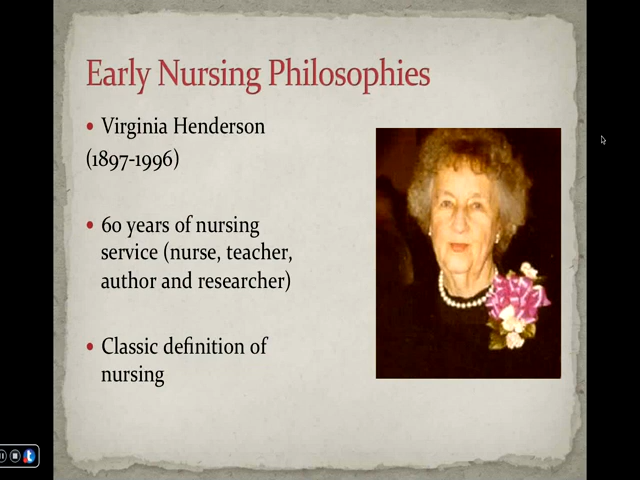 Early Nursing Philosophies
• Virginia Henderson
(1897-1996)
• 60 years of nursing
service (nurse, teacher,
author and researcher)
• Classic definition of
nursing